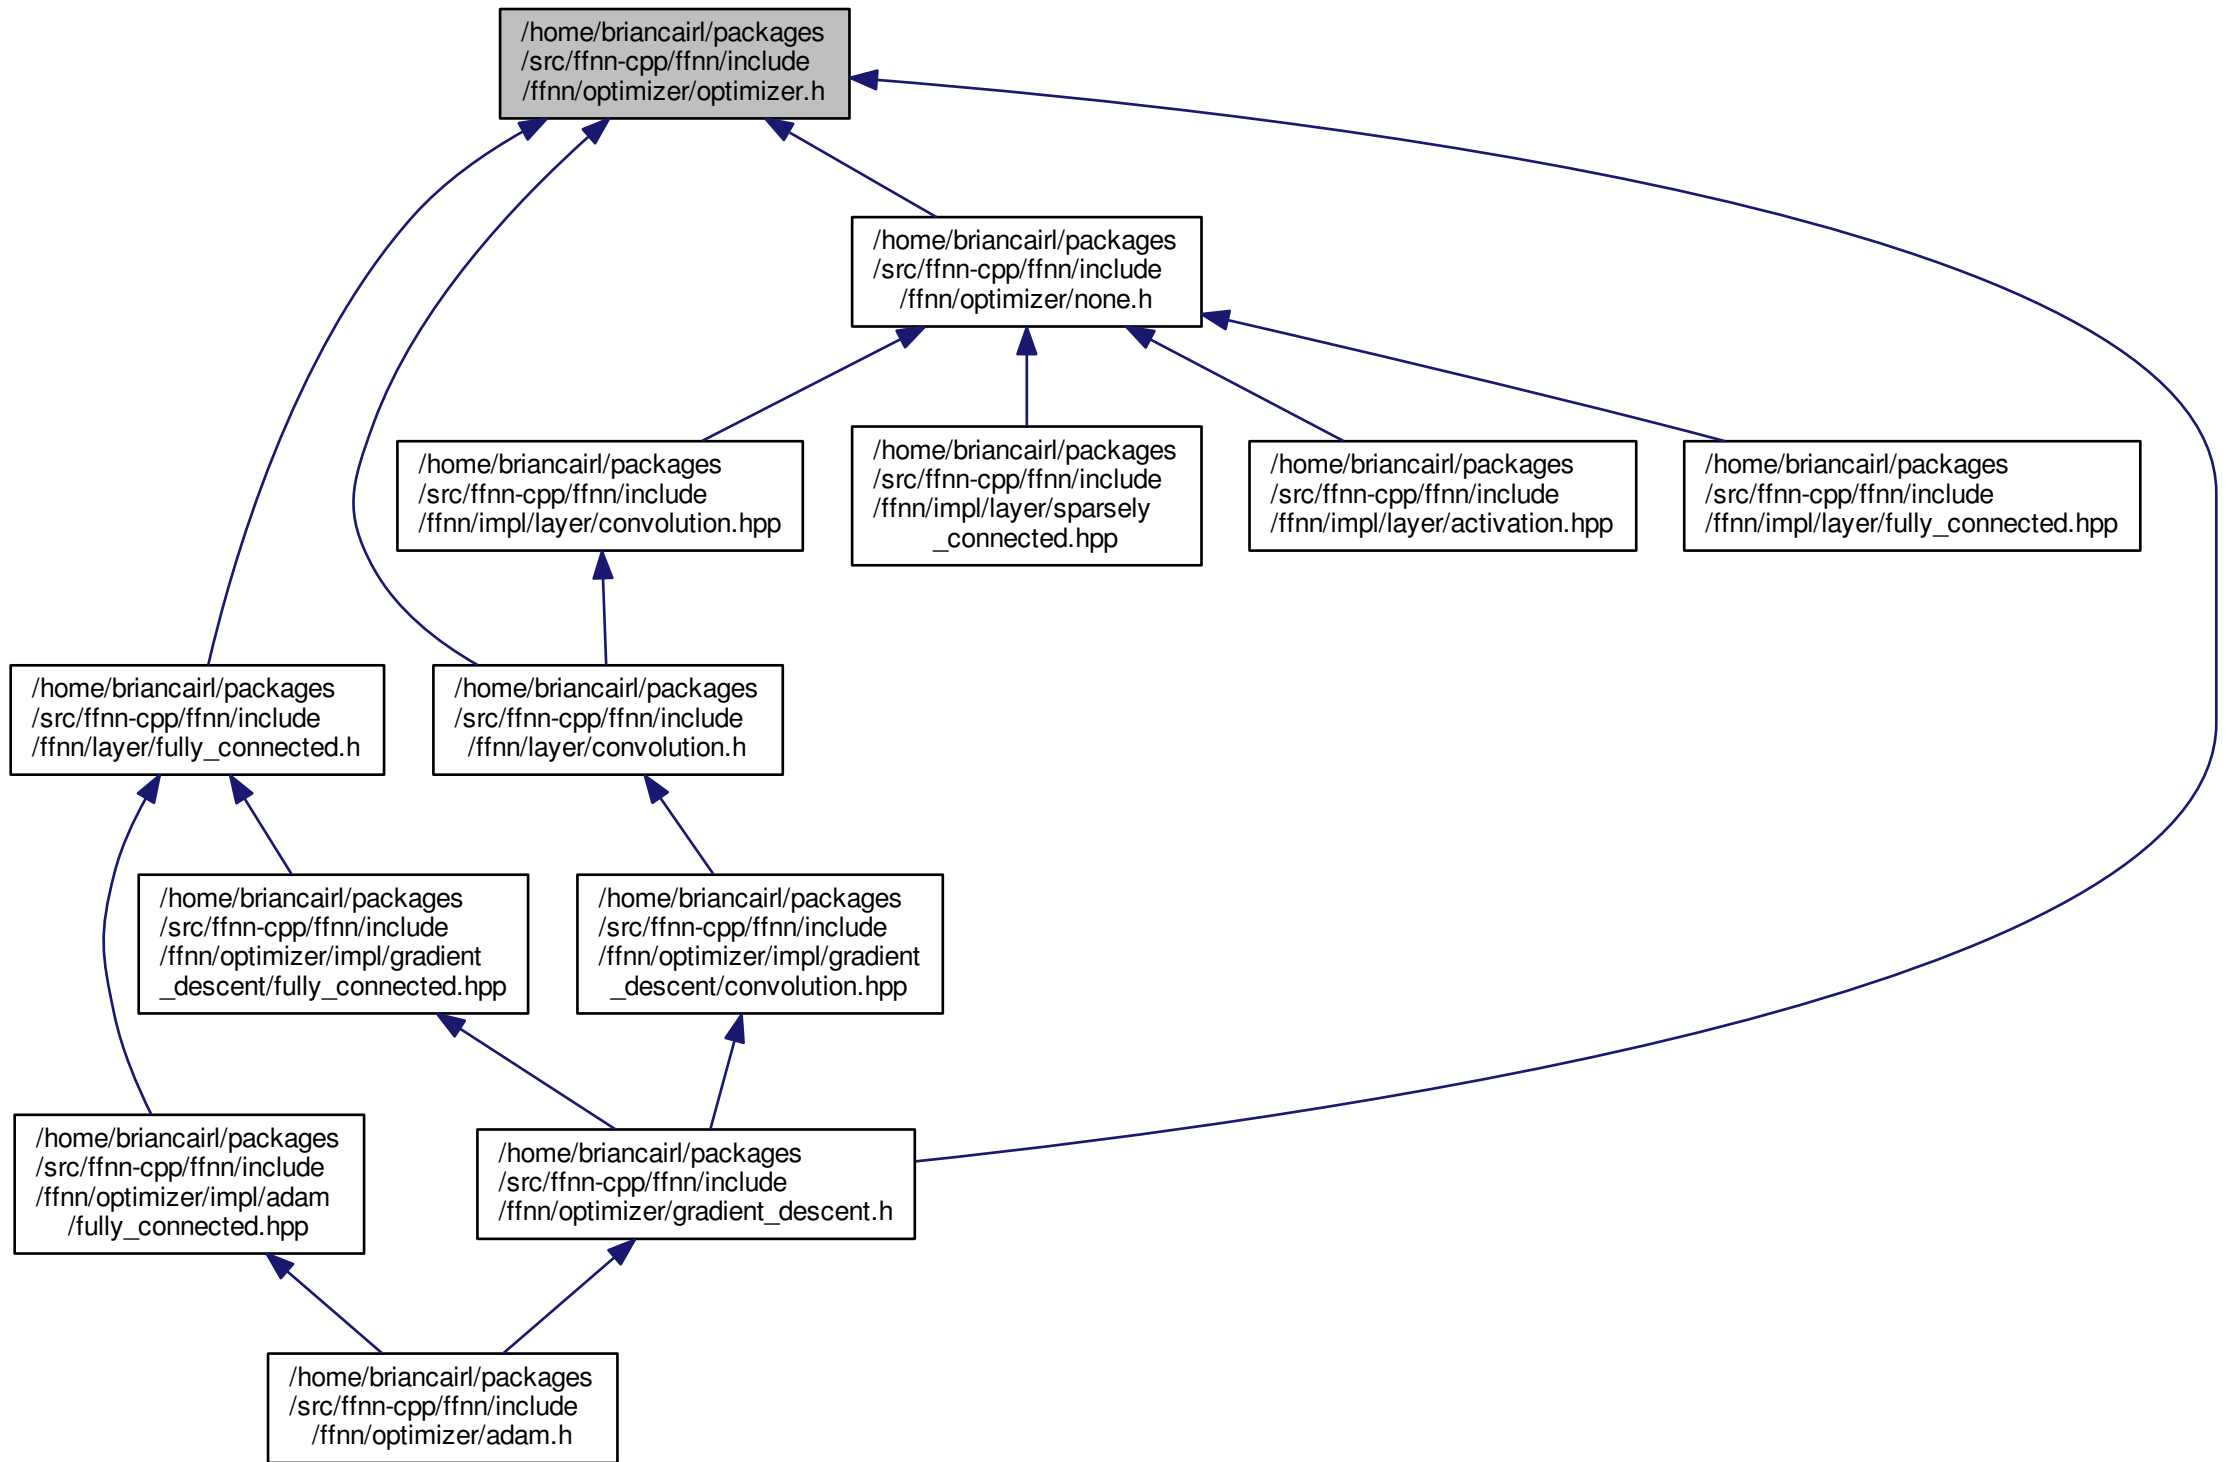 /home/briancairl/packages
/src/ffnn-cpp/ffnn/include
/ffnn/optimizer/optimizer.h
/home/briancairl/packages
/src/ffnn-cpp/ffnn/include
/ffnn/optimizer/none.h
/home/briancairl/packages
/src/ffnn-cpp/ffnn/include
/ffnn/impl/layer/convolution.hpp
/home/briancairl/packages
/src/ffnn-cpp/ffnn/include
/ffnn/impl/layer/sparsely
_connected.hpp
/home/briancairl/packages
/src/ffnn-cpp/ffnn/include
/ffnn/impl/layer/activation.hpp
/home/briancairl/packages
/src/ffnn-cpp/ffnn/include
/ffnn/impl/layer/fully_connected.hpp
/home/briancairl/packages
/src/ffnn-cpp/ffnn/include
/ffnn/layer/fully_connected.h
/home/briancairl/packages
/src/ffnn-cpp/ffnn/include
/ffnn/layer/convolution.h
/home/briancairl/packages
/src/ffnn-cpp/ffnn/include
/ffnn/optimizer/impl/gradient
_descent/fully_connected.hpp
/home/briancairl/packages
/src/ffnn-cpp/ffnn/include
/ffnn/optimizer/impl/gradient
_descent/convolution.hpp
/home/briancairl/packages
/src/ffnn-cpp/ffnn/include
/ffnn/optimizer/impl/adam
/fully_connected.hpp
/home/briancairl/packages
/src/ffnn-cpp/ffnn/include
/ffnn/optimizer/gradient_descent.h
/home/briancairl/packages
/src/ffnn-cpp/ffnn/include
/ffnn/optimizer/adam.h